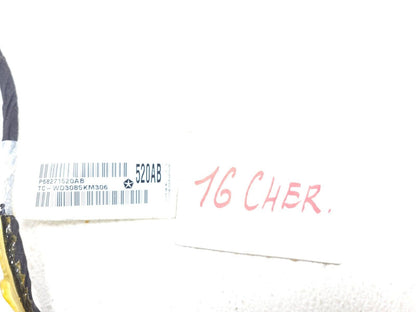 P68271520AB
TC-WD3085KM306
520AB
16 CHER.